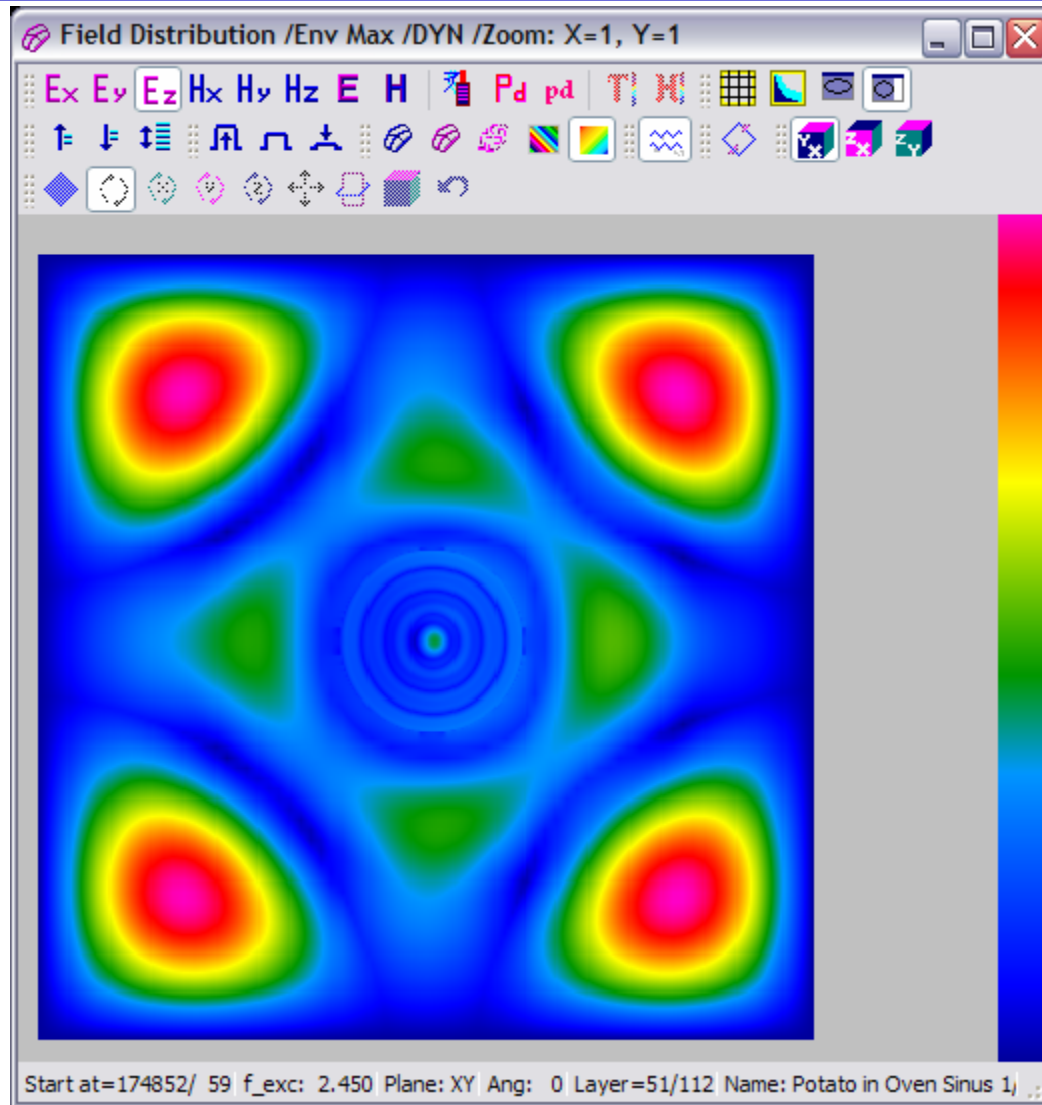 Field Distribution /Env Max /DYN /Zoom: X=1, Y=1
Ex Ey Ez Hx Hy Hz E H Pd pd
Start at=174852/ 59 f_exc: 2.450 Plane: XY Ang: 0 Layer=51/112 Name: Potato in Oven Sinus 1/